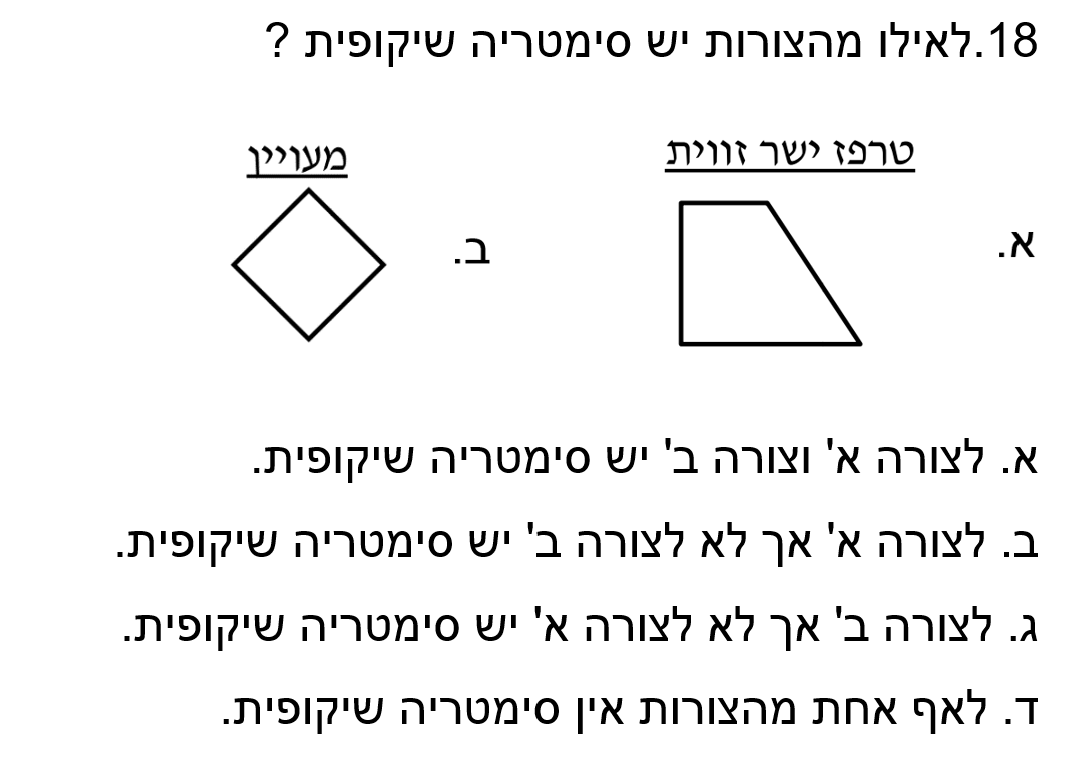 18.לאילו מהצורות יש סימטריה שיקופית ?
טרפז ישר זווית
מעויין
א.
ב.
א. לצורה א' וצורה ב' יש סימטריה שיקופית.
ב. לצורה א' אך לא לצורה ב' יש סימטריה שיקופית.
ג. לצורה ב' אך לא לצורה א' יש סימטריה שיקופית.
ד. לאף אחת מהצורות אין סימטריה שיקופית.